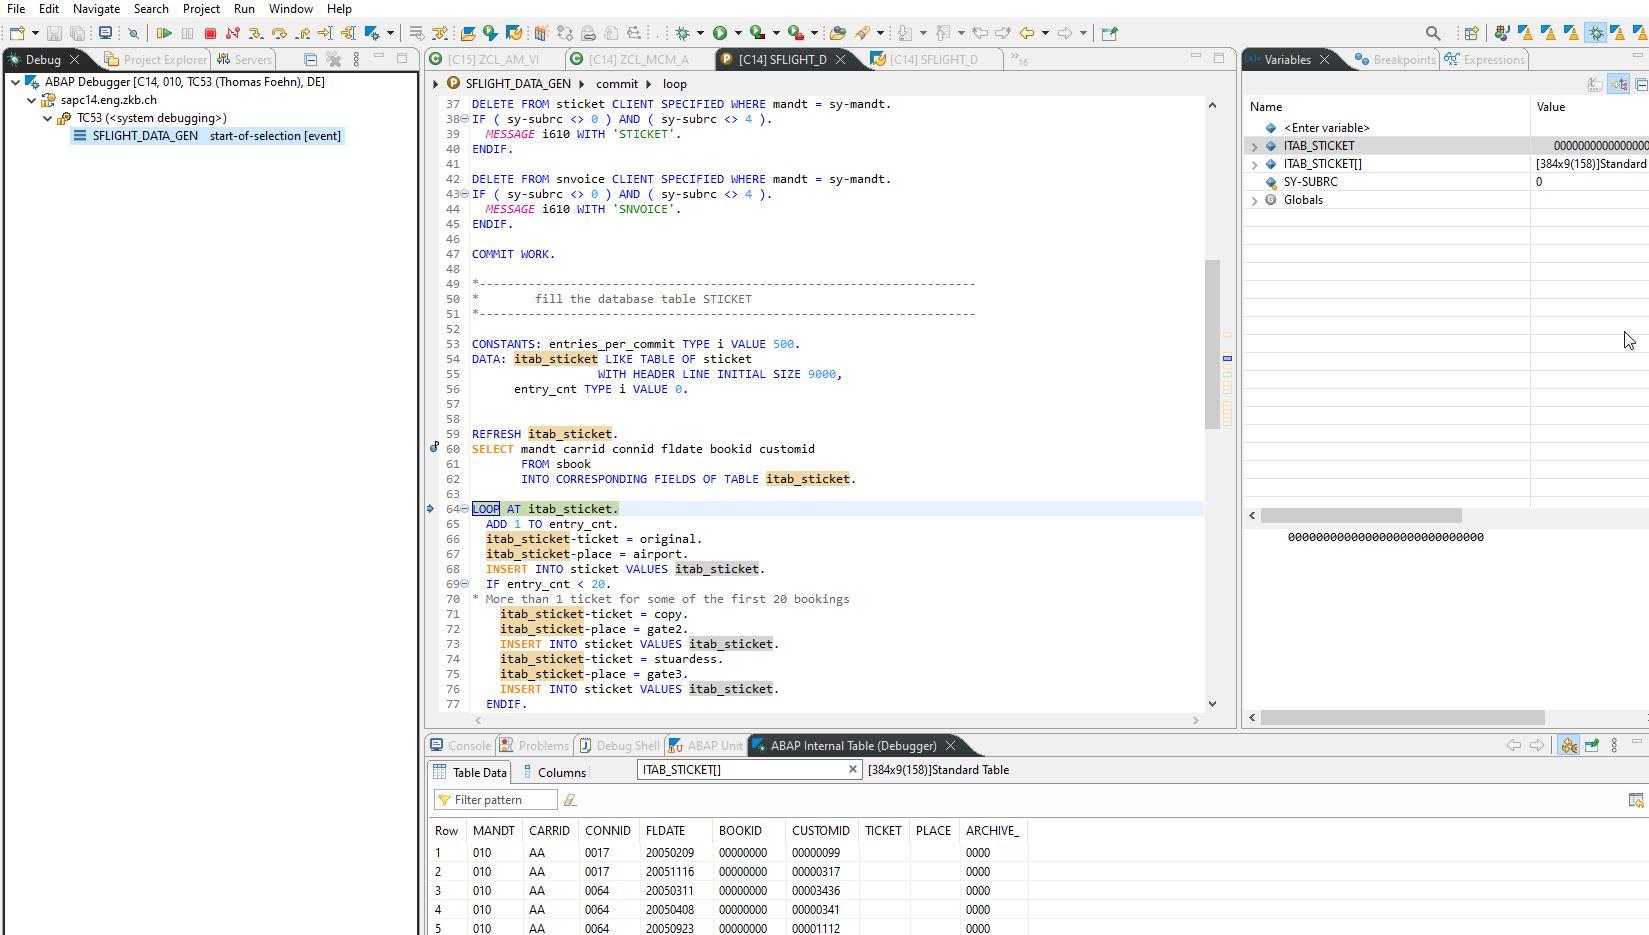 File Edit Navigate Search Project Run Window Help
Debug
Project Explorer
Servers
ABAP Debugger [C14, 010, TC53 (Thomas Foehn), DE]
sapc14.eng.zkb.ch
TC53 (<system debugging>)
SFLIGHT_DATA_GEN start-of-selection [event]
[C15] ZCL_AM_VI
[C14] ZCL_MCM_A
[C14] SFLIGHT_D
[C14] SFLIGHT_D
»16
SFLIGHT_DATA_GEN commit loop
37 DELETE FROM sticket CLIENT SPECIFIED WHERE mandt = sy-mandt.
38 IF ( sy-subrc <> 0 ) AND ( sy-subrc <> 4 ).
39 MESSAGE i610 WITH 'STICKET'.
40 ENDIF.
41
42 DELETE FROM snvoice CLIENT SPECIFIED WHERE mandt = sy-mandt.
43 IF ( sy-subrc <> 0 ) AND ( sy-subrc <> 4 ).
44 MESSAGE i610 WITH 'SNVOICE'.
45 ENDIF.
46
47 COMMIT WORK.
48
49 *-----------------------------------------------------------------------
50 * fill the database table STICKET
51 *-----------------------------------------------------------------------
52
53 CONSTANTS: entries_per_commit TYPE i VALUE 500.
54 DATA: itab_sticket LIKE TABLE OF sticket
55 WITH HEADER LINE INITIAL SIZE 9000,
56 entry_cnt TYPE i VALUE 0.
57
58
59 REFRESH itab_sticket.
60 SELECT mandt carrid connid fldate bookid customid
61 FROM sbook
62 INTO CORRESPONDING FIELDS OF TABLE itab_sticket.
63
64 LOOP AT itab_sticket.
65 ADD 1 TO entry_cnt.
66 itab_sticket-ticket = original.
67 itab_sticket-place = airport.
68 INSERT INTO sticket VALUES itab_sticket.
69 IF entry_cnt < 20.
70 * More than 1 ticket for some of the first 20 bookings
71 itab_sticket-ticket = copy.
72 itab_sticket-place = gate2.
73 INSERT INTO sticket VALUES itab_sticket.
74 itab_sticket-ticket = stuardess.
75 itab_sticket-place = gate3.
76 INSERT INTO sticket VALUES itab_sticket.
77 ENDIF.
Variables
Breakpoints
Expressions
Name Value
<Enter variable>
ITAB_STICKET 0000000000000000
ITAB_STICKET[] [384x9(158)]Standard
SY-SUBRC 0
Globals
0000000000000000000000000000
Console
Problems
Debug Shell
ABAP Unit
ABAP Internal Table (Debugger)
Table Data
Columns
ITAB_STICKET[]
[384x9(158)]Standard Table
Filter pattern
Row MANDT CARRID CONNID FLDATE BOOKID CUSTOMID TICKET PLACE ARCHIVE_
1 010 AA 0017 20050209 00000000 00000099 0000
2 010 AA 0017 20051116 00000000 00000317 0000
3 010 AA 0064 20050311 00000000 00003436 0000
4 010 AA 0064 20050408 00000000 00000341 0000
5 010 AA 0064 20050923 00000000 00001112 0000